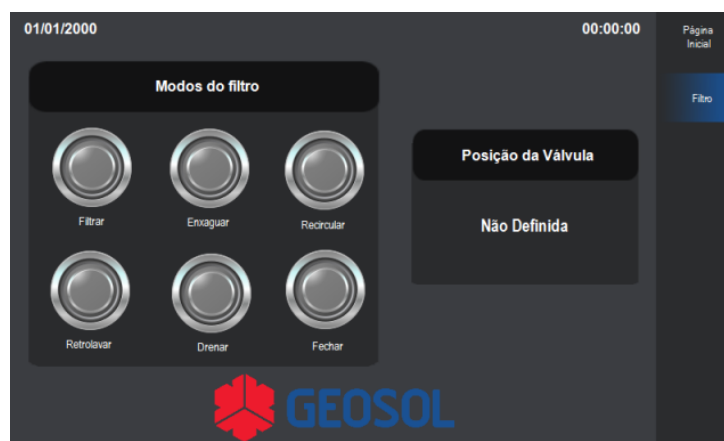 01/01/2000
00:00:00
Página
Inicial
Filtro
Modos do filtro
Filtrar
Enxaguar
Recircular
Retrolavar
Drenar
Fechar
Posição da Válvula
Não Definida
GEOSOL